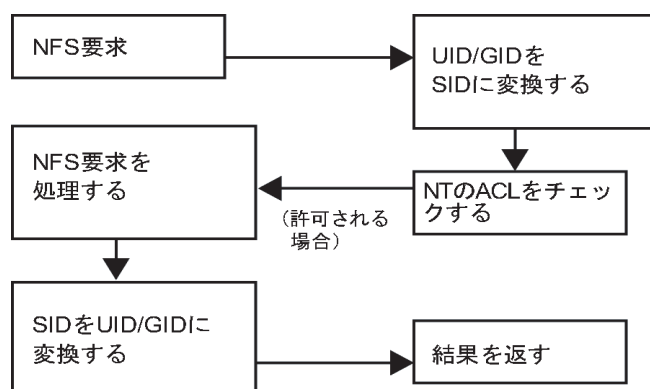 NFS要求
UID/GIDを
SIDに変換する
NTのACLをチェッ
クする
(許可される
場合)
NFS要求を
処理する
SIDをUID/GIDに
変換する
結果を返す